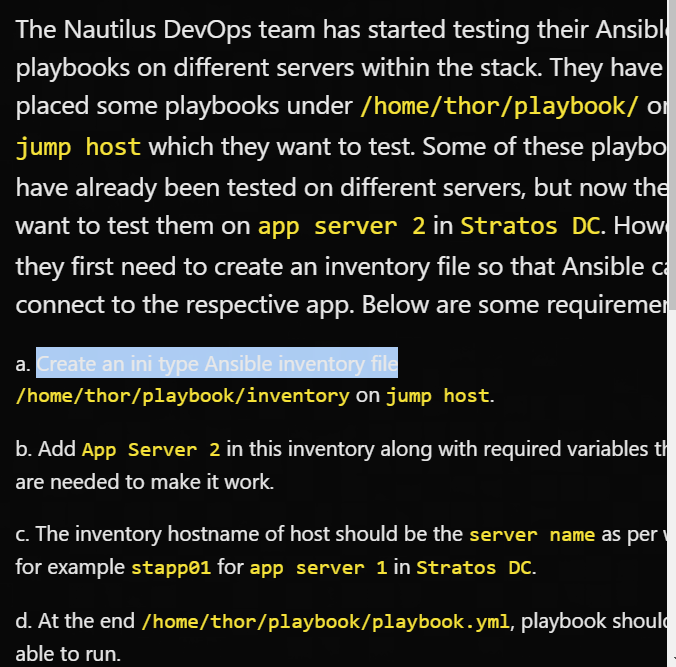 The Nautilus DevOps team has started testing their Ansibl
playbooks on different servers within the stack. They have
placed some playbooks under /home/thor/playbook/ or
jump host which they want to test. Some of these playbo
have already been tested on different servers, but now the
want to test them on app server 2 in Stratos DC. Howe
they first need to create an inventory file so that Ansible ca
connect to the respective app. Below are some requiremer
a. Create an ini type Ansible inventory file
/home/thor/playbook/inventory on jump host.
b. Add App Server 2 in this inventory along with required variables th
are needed to make it work.
c. The inventory hostname of host should be the server name as per
for example stapp01 for app server 1 in Stratos DC.
d. At the end /home/thor/playbook/playbook.yml, playbook should
able to run.